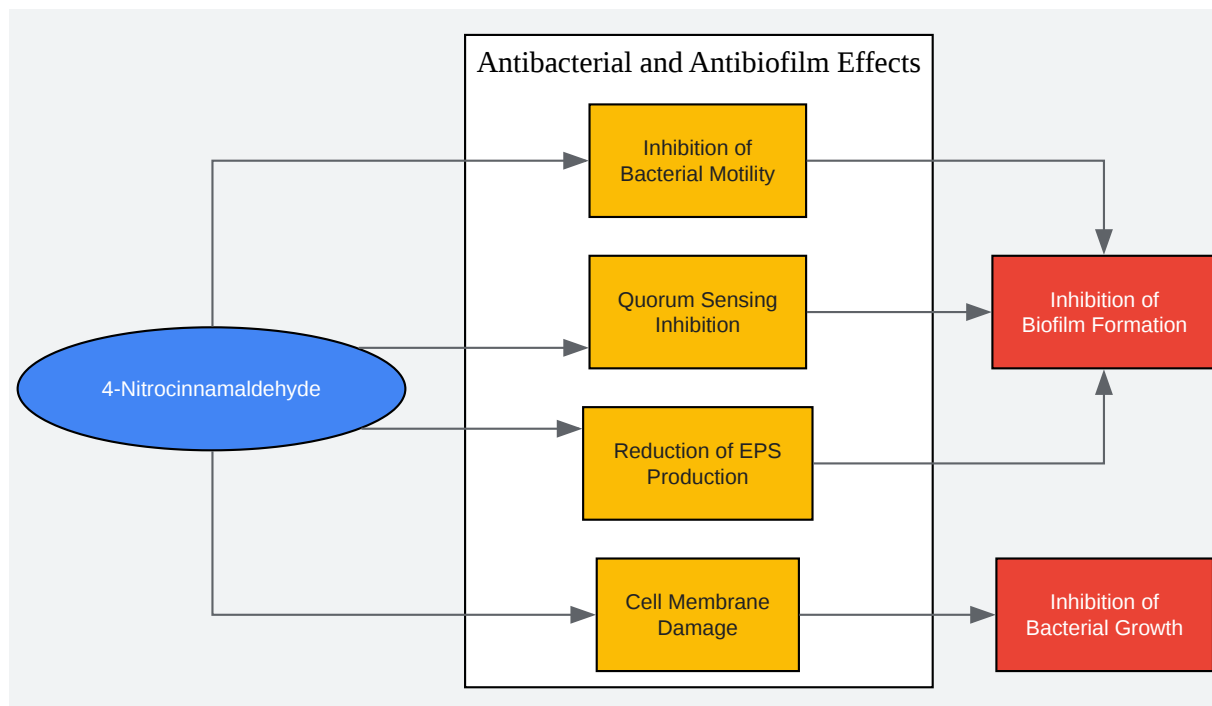 Antibacterial and Antibiofilm Effects
Inhibition of
Bacterial Motility
Quorum Sensing
Inhibition
Inhibition of
Biofilm Formation
4-Nitrocinnamaldehyde
Reduction of EPS
Production
Cell Membrane
Damage
Inhibition of
Bacterial Growth